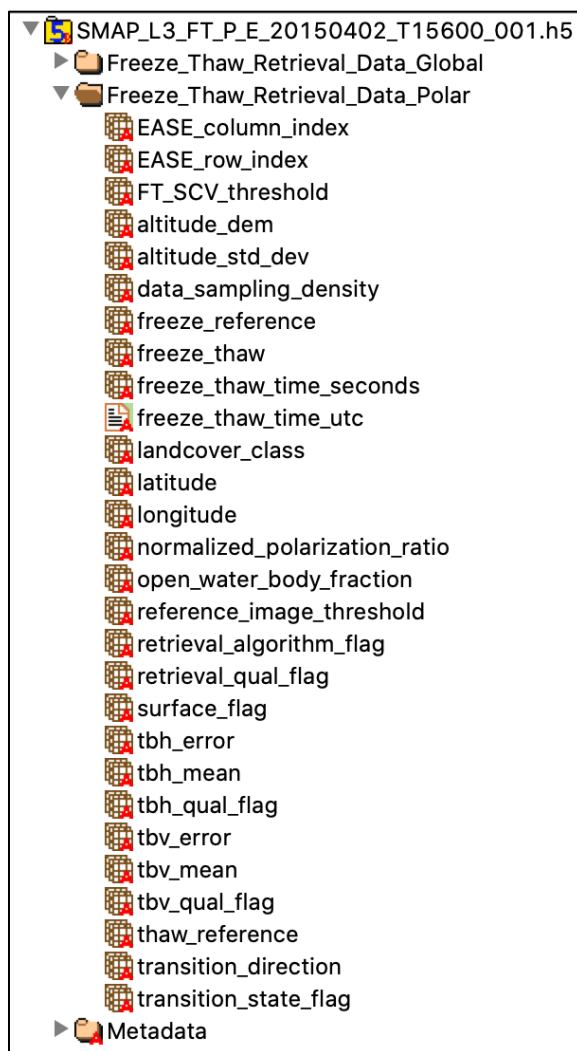 SMAP_L3_FT_P_E_20150402_T15600_001.h5
Freeze_Thaw_Retrieval_Data_Global
Freeze_Thaw_Retrieval_Data_Polar
EASE_column_index
EASE_row_index
FT_SCV_threshold
altitude_dem
altitude_std_dev
data_sampling_density
freeze_reference
freeze_thaw
freeze_thaw_time_seconds
freeze_thaw_time_utc
landcover_class
latitude
longitude
normalized_polarization_ratio
open_water_body_fraction
reference_image_threshold
retrieval_algorithm_flag
retrieval_qual_flag
surface_flag
tbh_error
tbh_mean
tbh_qual_flag
tbv_error
tbv_mean
tbv_qual_flag
thaw_reference
transition_direction
transition_state_flag
Metadata